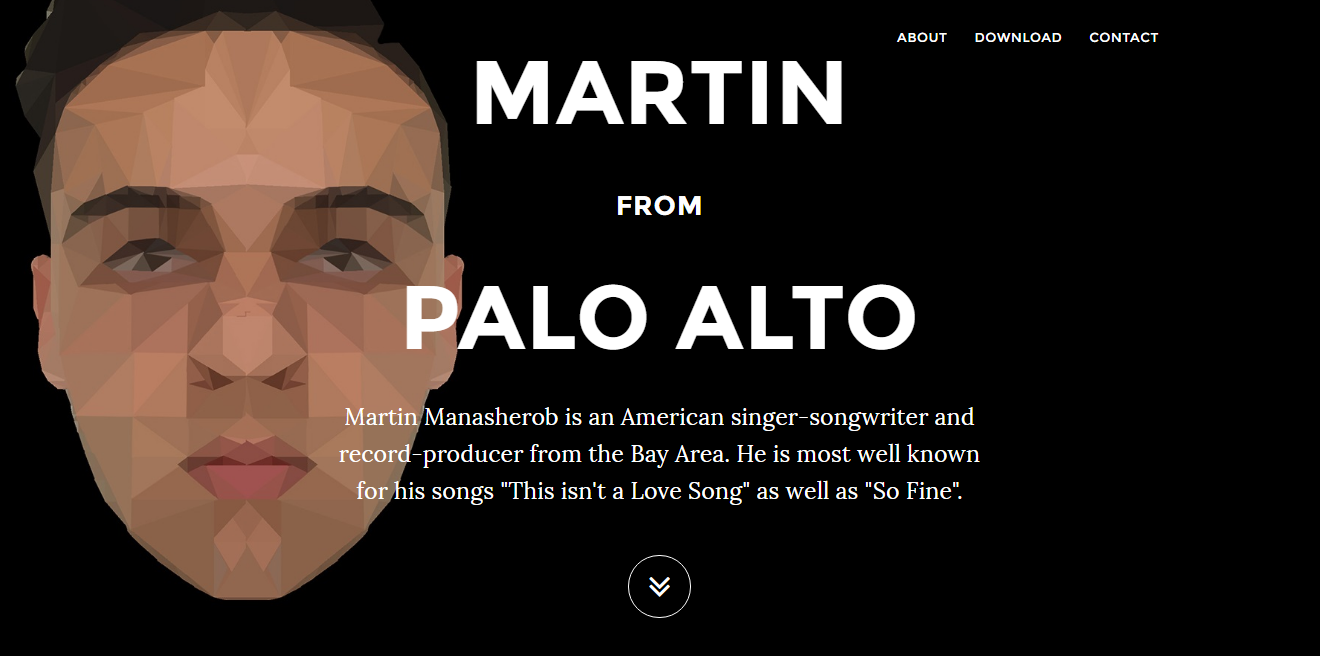 ABOUT DOWNLOAD CONTACT
MARTIN
FROM
PALO ALTO
Martin Manasherob is an American singer-songwriter and
record-producer from the Bay Area. He is most well known
for his songs "This isn't a Love Song" as well as "So Fine".